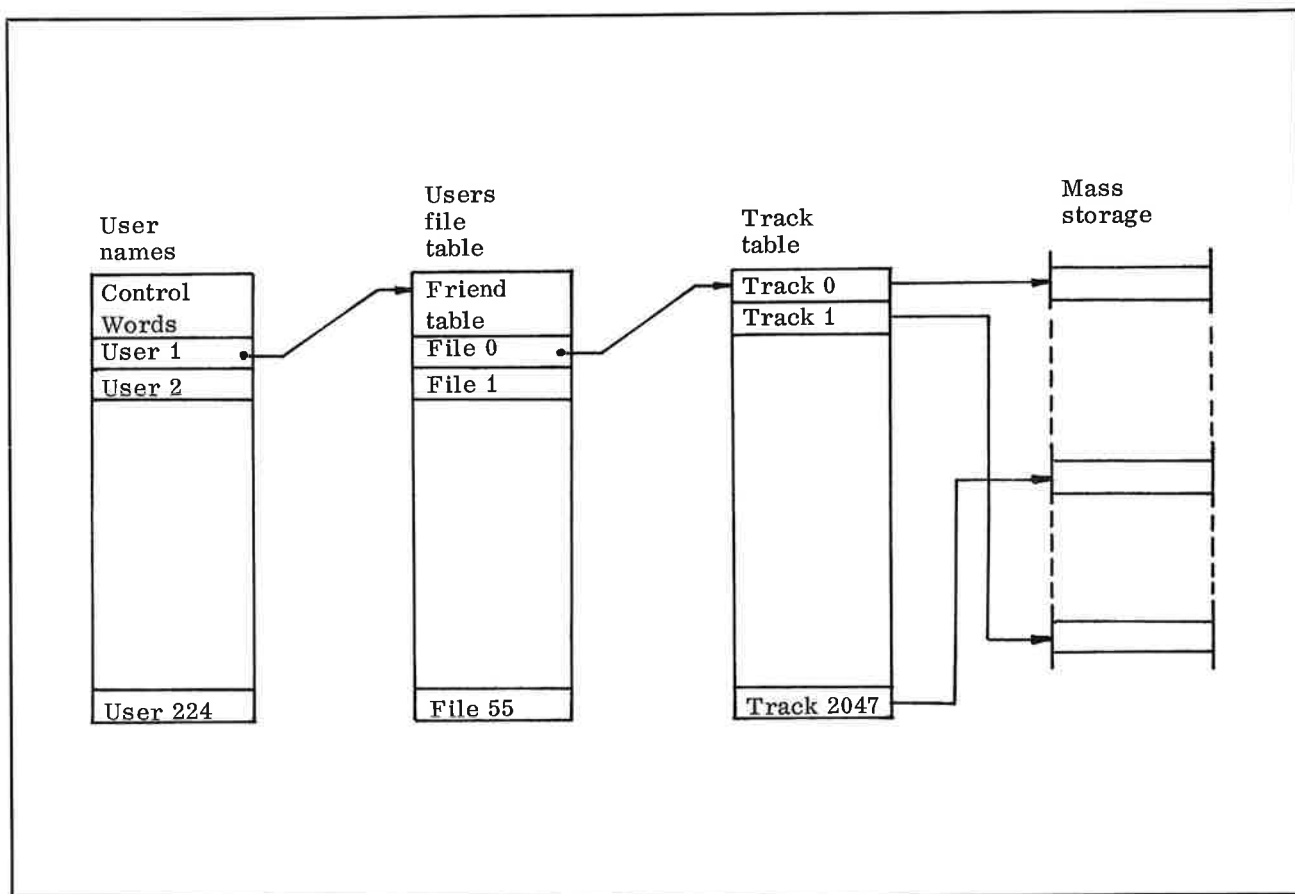 User
names
Control
Words
User 1
User 2
User 224
Users
file
table
Friend
table
File 0
File 1
File 55
Track
table
Track 0
Track 1
Track 2047
Mass
storage